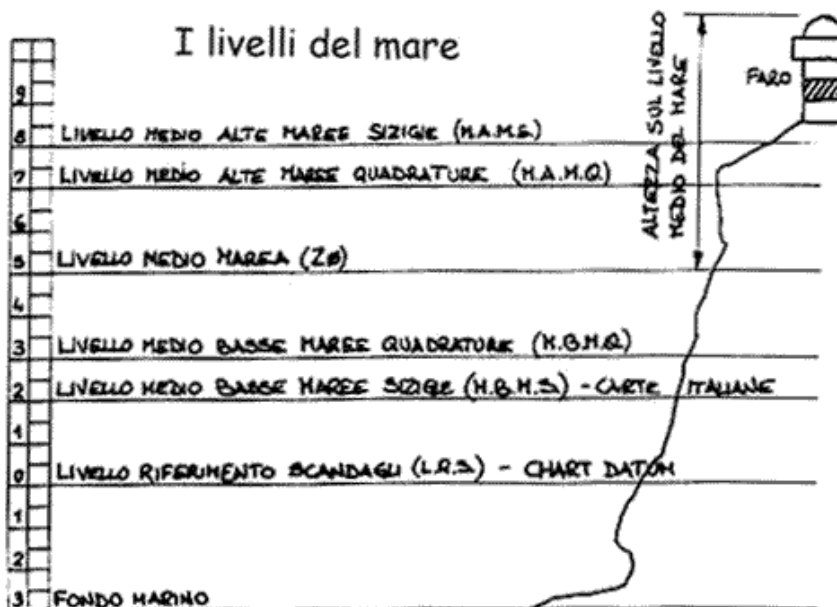 I livelli del mare
FARO
ALTEZZA SUL LIVELLO
MEDIO DEL MARE
9
8 LIVELLO MEDIO ALTE MAREE SIZIGIE (M.A.M.S.)
7 LIVELLO MEDIO ALTE MAREE QUADRATURE (M.A.M.Q)
6
5 LIVELLO MEDIO MAREA (ZØ)
4
3 LIVELLO MEDIO BASSE MAREE QUADRATURE (M.B.M.Q)
2 LIVELLO MEDIO BASSE MAREE SIZIGIE (M.B.M.S.) - CARTE ITALIANE
1
0 LIVELLO RIFERIMENTO SCANDAGLI (L.R.S.) - CHART DATUM
1
2
3 FONDO MARINO